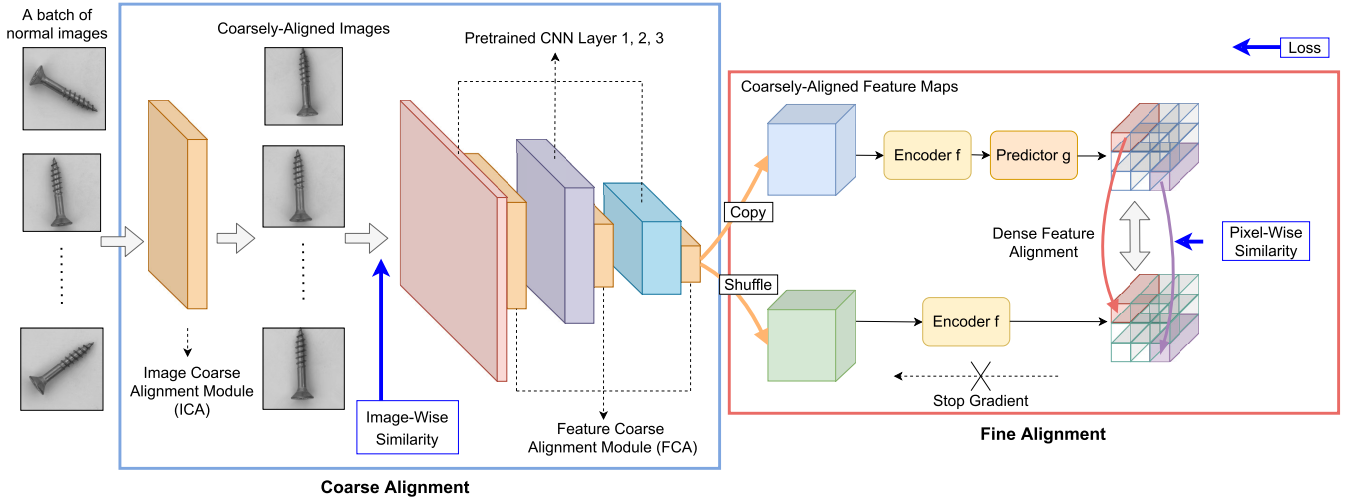 A batch of
normal images
Coarsely-Aligned Images
Pretrained CNN Layer 1, 2, 3
Image Coarse
Alignment Module
(ICA)
Image-Wise
Similarity
Feature Coarse
Alignment Module (FCA)
Coarse Alignment
Loss
Coarsely-Aligned Feature Maps
Copy
Shuffle
Encoder f
Predictor g
Dense Feature
Alignment
Pixel-Wise
Similarity
Encoder f
Stop Gradient
Fine Alignment